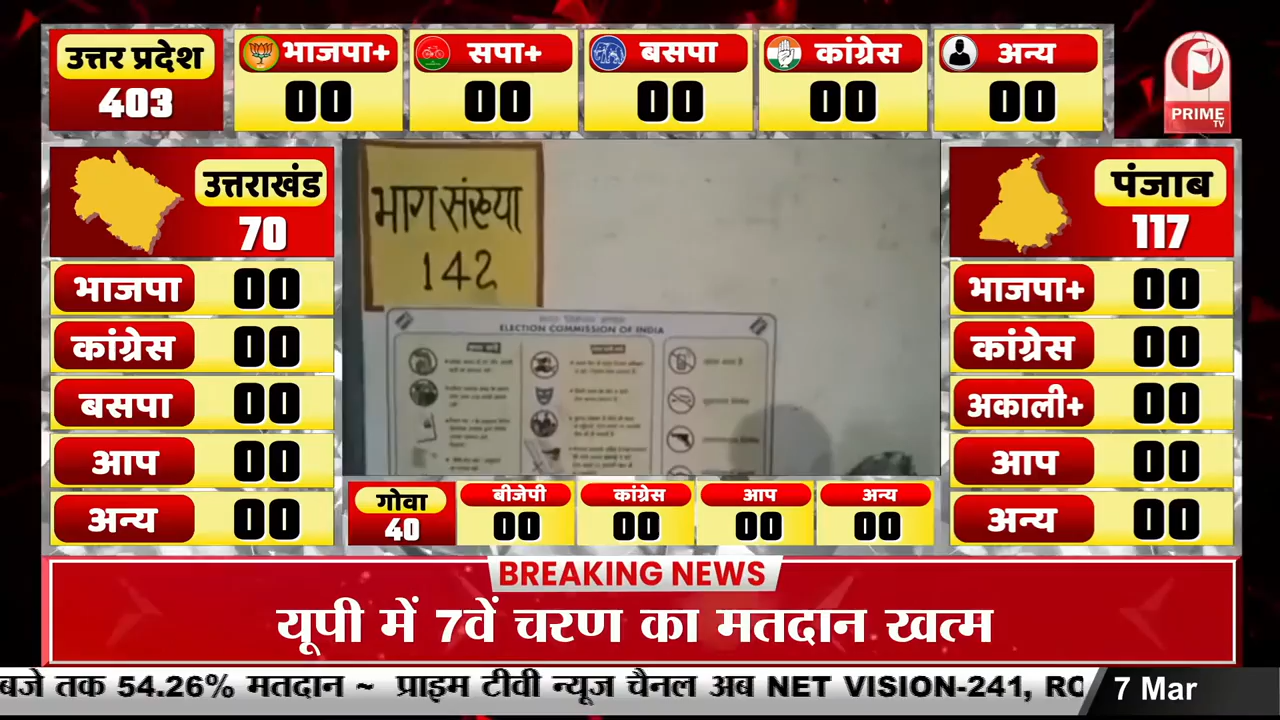 उत्तर प्रदेश
403
भाजपा+
00
सपा+
00
बसपा
00
कांग्रेस
00
अन्य
00
PRIME
TV
उत्तराखंड
70
भाजपा
00
कांग्रेस
00
बसपा
00
आप
00
अन्य
00
भाग संख्या
142
ELECTION COMMISSION OF INDIA
पंजाब
117
भाजपा+
00
कांग्रेस
00
अकाली+
00
आप
00
अन्य
00
गोवा
40
बीजेपी
00
कांग्रेस
00
आप
00
अन्य
00
BREAKING NEWS
यूपी में 7वें चरण का मतदान खत्म
बजे तक 54.26% मतदान ~ प्राइम टीवी न्यूज चैनल अब NET VISION-241,
7 Mar